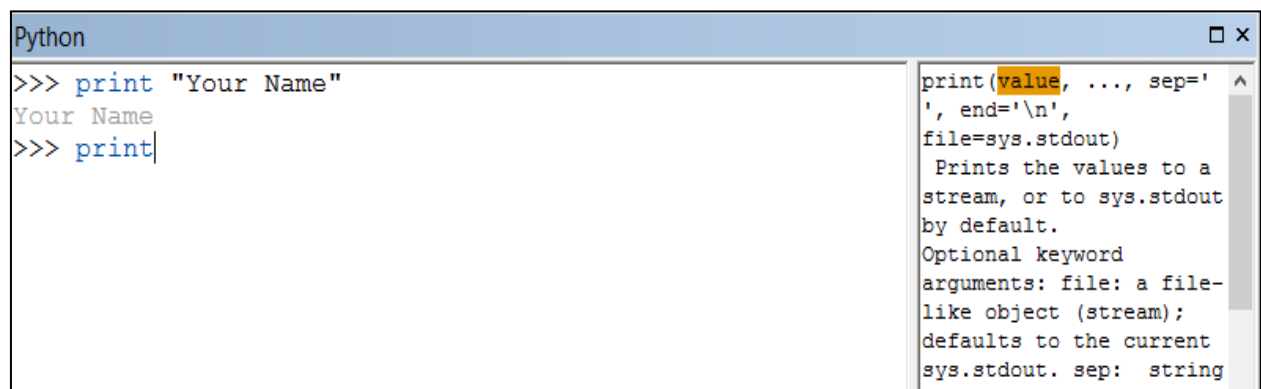 Python
>>> print "Your Name"
Your Name
>>> print
print(value, ..., sep='
', end='\n',
file=sys.stdout)
Prints the values to a
stream, or to sys.stdout
by default.
Optional keyword
arguments: file: a file-
like object (stream);
defaults to the current
sys.stdout. sep: string